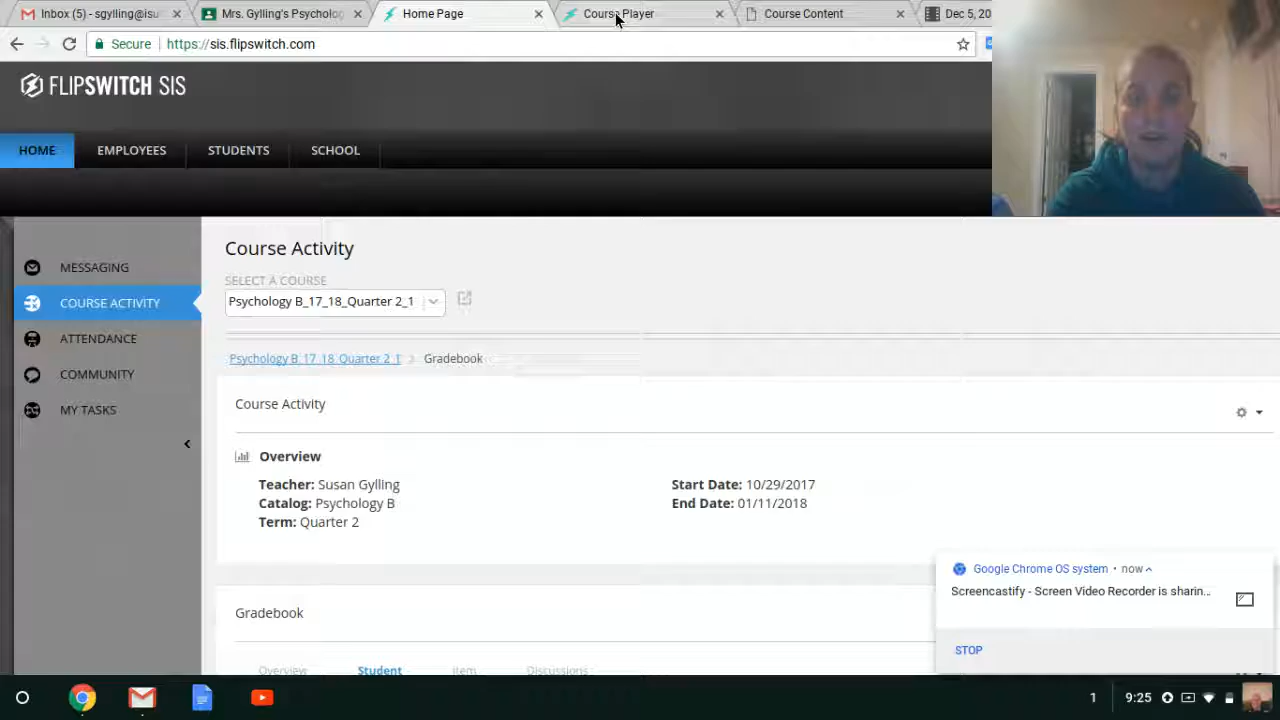 Inbox (5) - sgylling@isu
Mrs. Gylling's Psycholog
Home Page
Course Player
Course Content
Dec 5, 20
Secure
https://sis.flipswitch.com
FLIPSWITCH SIS
HOME
EMPLOYEES
STUDENTS
SCHOOL
MESSAGING
COURSE ACTIVITY
ATTENDANCE
COMMUNITY
MY TASKS
Course Activity
SELECT A COURSE
Psychology B_17_18_Quarter 2_1
Psychology B_17_18_Quarter 2_1 > Gradebook
Course Activity
Overview
Teacher: Susan Gylling
Catalog: Psychology B
Term: Quarter 2
Start Date: 10/29/2017
End Date: 01/11/2018
Gradebook
Overview
Student
Item
Discussions
Google Chrome OS system • now
Screencastify - Screen Video Recorder is sharin...
STOP
1
9:25